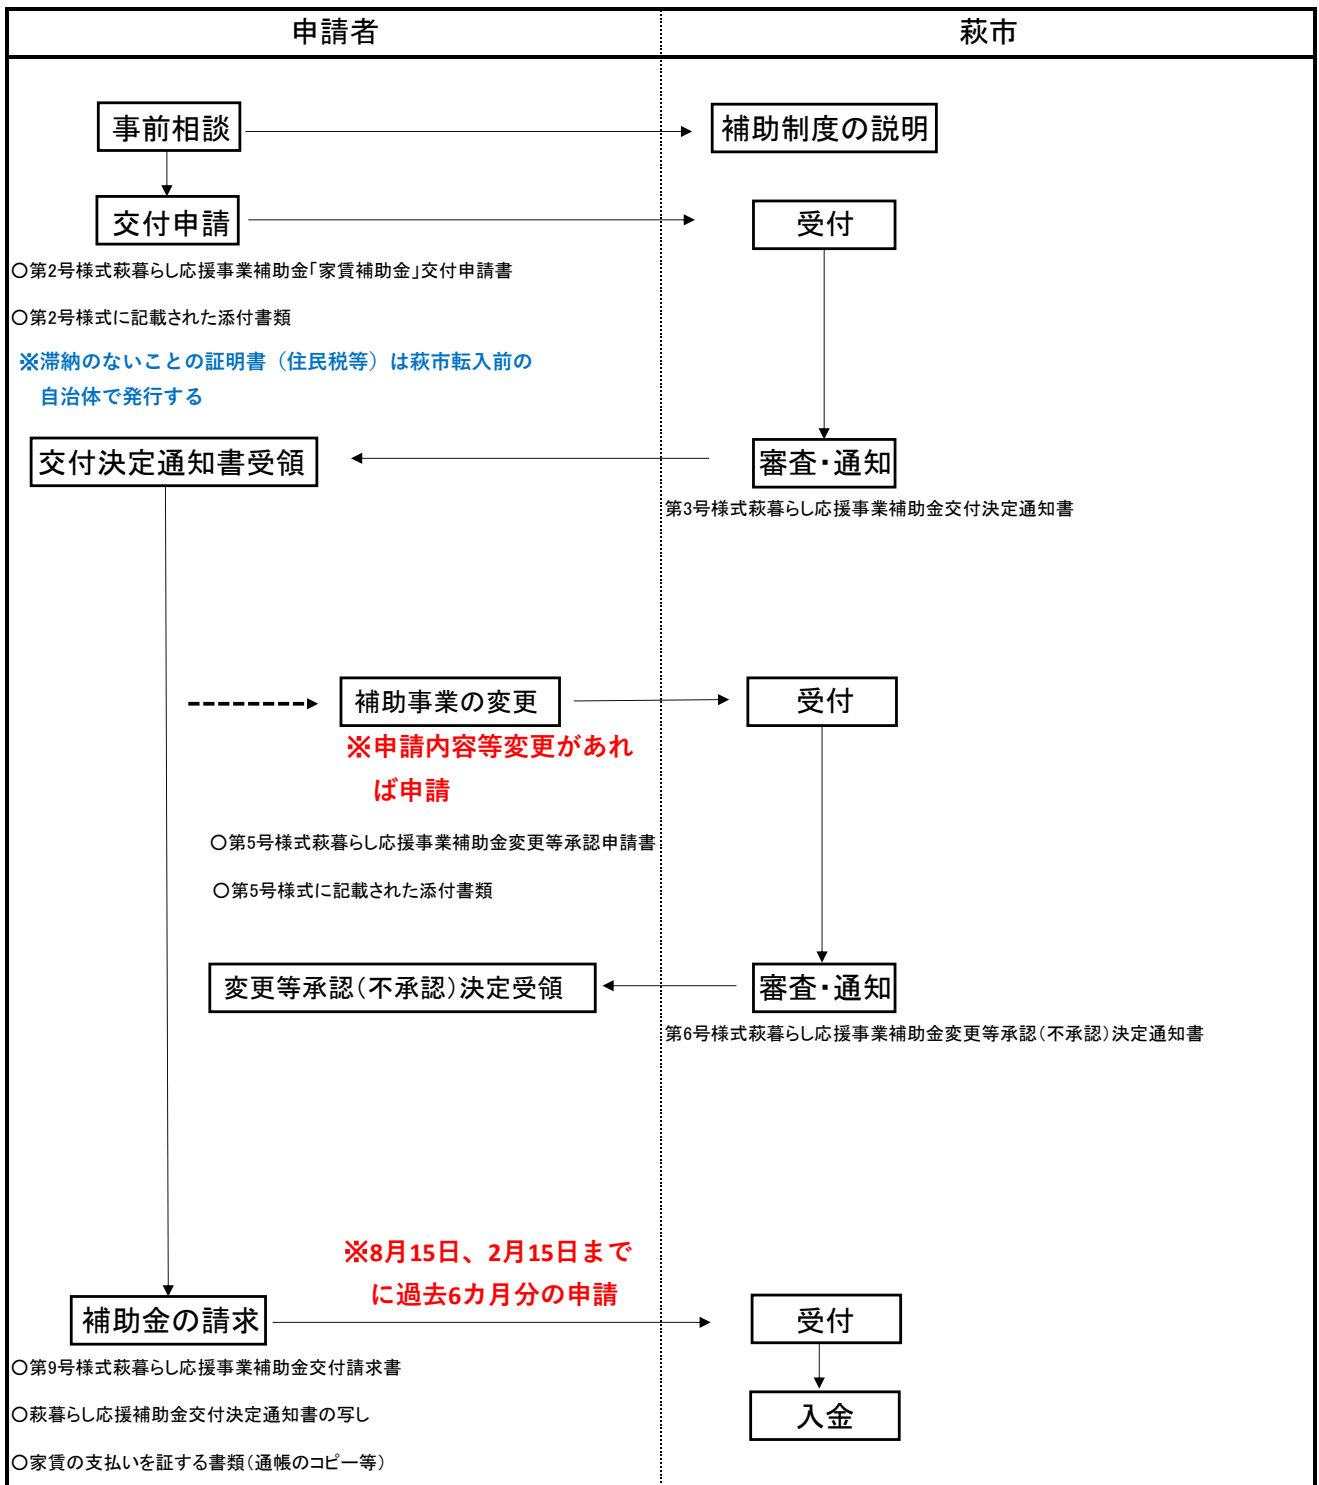 申請者
萩市
事前相談
補助制度の説明
交付申請
受付
○第2号様式萩暮らし応援事業補助金「家賃補助金」交付申請書
○第2号様式に記載された添付書類
※滞納のないことの証明書（住民税等）は萩市転入前の
自治体で発行する
交付決定通知書受領
審査・通知
第3号様式萩暮らし応援事業補助金交付決定通知書
補助事業の変更
受付
※申請内容等変更があれ
ば申請
○第5号様式萩暮らし応援事業補助金変更等承認申請書
○第5号様式に記載された添付書類
変更等承認（不承認）決定受領
審査・通知
第6号様式萩暮らし応援事業補助金変更等承認（不承認）決定通知書
※8月15日、2月15日まで
に過去6カ月分の申請
補助金の請求
受付
○第9号様式萩暮らし応援事業補助金交付請求書
○萩暮らし応援補助金交付決定通知書の写し
入金
○家賃の支払いを証する書類（通帳のコピー等）